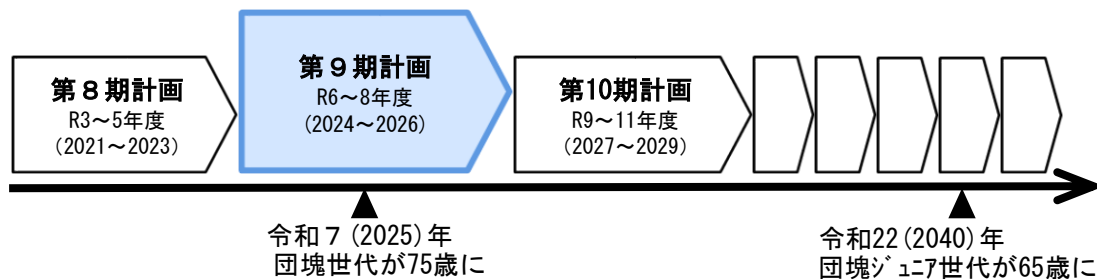 第８期計画
R3～5年度
(2021～2023)
第９期計画
R6～8年度
(2024～2026)
第10期計画
R9～11年度
(2027～2029)
令和７(2025)年
団塊世代が75歳に
令和22(2040)年
団塊ｼﾞｭﾆｱ世代が65歳に